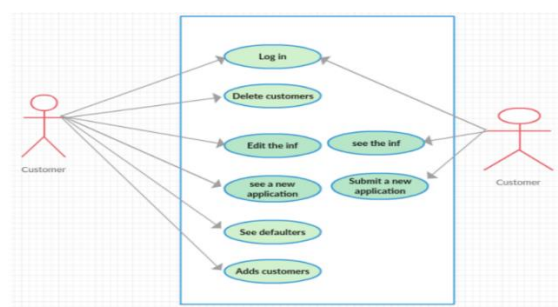 Log in
Delete customers
Edit the inf
see the inf
Customer
Customer
see a new
application
Submit a new
application
See defaulters
Adds customers